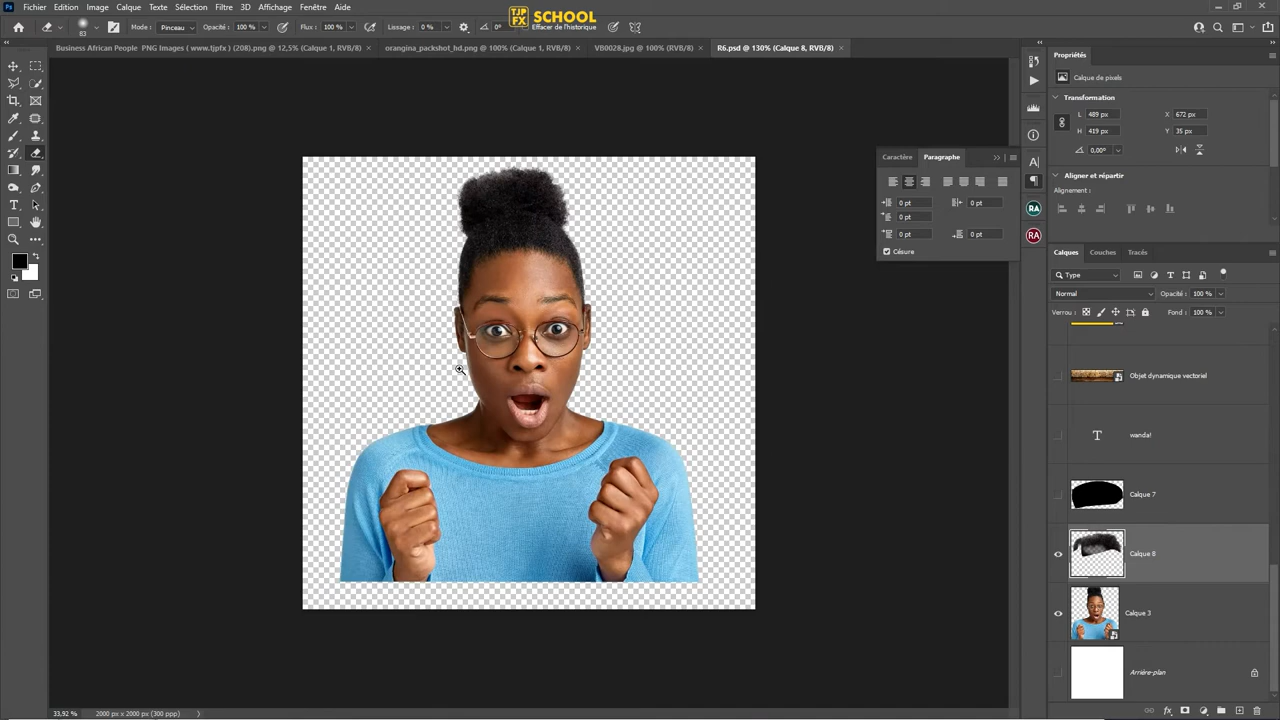 Ps Fichier Edition Image Calque Texte Sélection Filtre 3D Affichage Fenêtre Aide
Mode : Pinceau Opacité : 100 % Flux : 100 % Lissage : 0 % 0°
83
TJP FX SCHOOL
Effacer de l'historique
Business African People PNG Images ( www.tjpfx ) (208).png @ 12,5% (Calque 1, RVB/8) ×
orangina_packshot_hd.png @ 100% (Calque 1, RVB/8) ×
VB0028.jpg @ 100% (RVB/8) ×
R6.psd @ 130% (Calque 8, RVB/8) ×
Caractère Paragraphe
0 pt 0 pt
0 pt
0 pt 0 pt
Césure
RA
RA
Propriétés
Calque de pixels
Transformation
L 489 px X 672 px
H 419 px Y 35 px
0,00°
Aligner et répartir
Alignement :
Calques Couches Tracés
Type
Normal Opacité : 100 %
Verrou : Fond : 100 %
Objet dynamique vectoriel
T wanda!
Calque 7
Calque 8
Calque 3
Arrière-plan
33,92 % 2000 px x 2000 px (300 ppp)